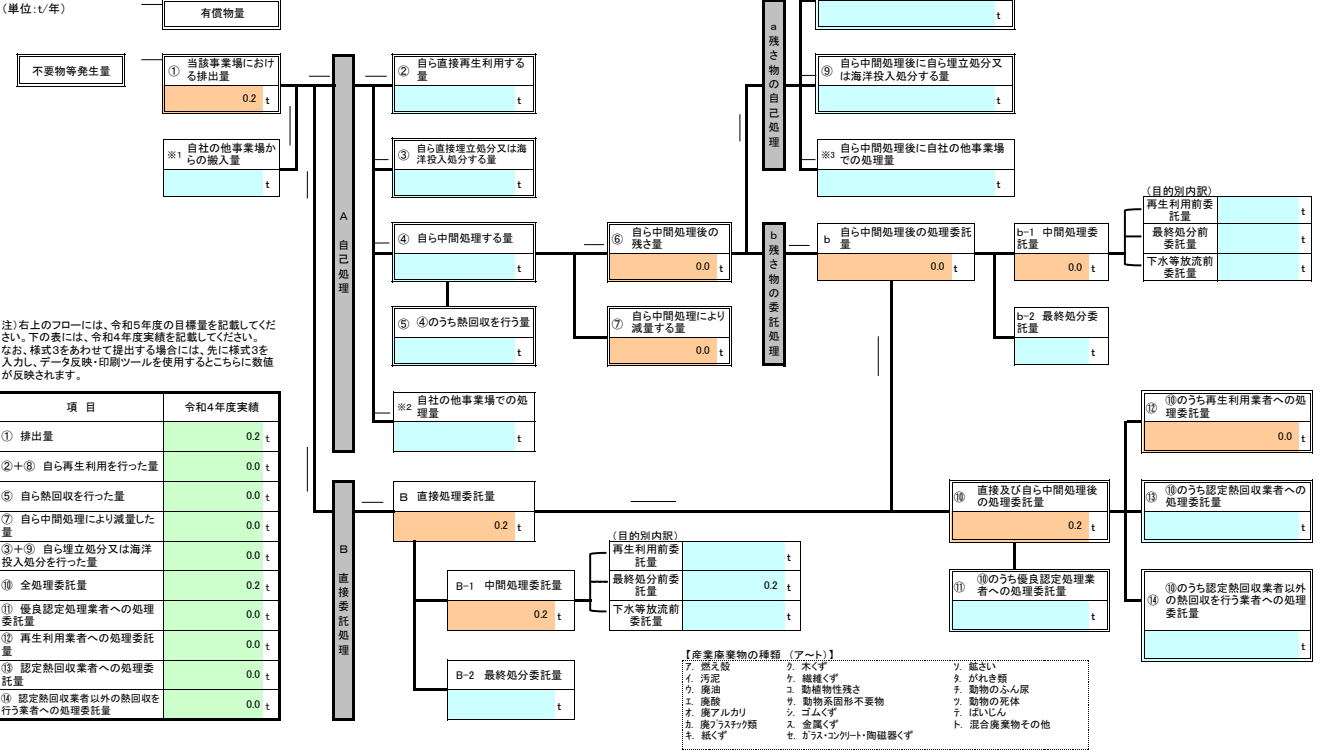 (単位:t/年)
有償物量
t
不要物等発生量
① 当該事業場におけ
る排出量
0.2 t
※1 自社の他事業場か
らの搬入量
t
A 自己処理
② 自ら直接再生利用する
量
t
③ 自ら直接埋立処分又は海
洋投入処分する量
t
④ 自ら中間処理する量
t
⑤ ④のうち熱回収を行う量
t
※2 自社の他事業場での処
理量
t
⑥ 自ら中間処理後の
残さ量
0.0 t
⑦ 自ら中間処理により
減量する量
0.0 t
a 残さ物の自己処理
⑨ 自ら中間処理後に自ら埋立処分又
は海洋投入処分する量
t
※3 自ら中間処理後に自社の他事業場
での処理量
t
b 残さ物の委託処理
b 自ら中間処理後の処理委託
量
0.0 t
b-1 中間処理委
託量
0.0 t
b-2 最終処分委
託量
t
(目的別内訳)
再生利用前委
託量
t
最終処分前
委託量
t
下水等放流前
委託量
t
注)右上のフローには、令和5年度の目標量を記載してくだ
さい。下の表には、令和4年度実績を記載してください。
なお、様式3をあわせて提出する場合には、先に様式3を
入力し、データ反映・印刷ツールを使用するとこちらに数値
が反映されます。
項 目 令和4年度実績
① 排出量 0.2 t
②+⑧ 自ら再生利用を行った量 0.0 t
⑤ 自ら熱回収を行った量 0.0 t
⑦ 自ら中間処理により減量した
量 0.0 t
③+⑨ 自ら埋立処分又は海洋
投入処分を行った量 0.0 t
⑩ 全処理委託量 0.2 t
⑪ 優良認定処理業者への処理
委託量 0.0 t
⑫ 再生利用業者への処理委託
量 0.0 t
⑬ 認定熱回収業者への処理委
託量 0.0 t
⑭ 認定熱回収業者以外の熱回収を
行う業者への処理委託量 0.0 t
B 直接委託処理
B 直接処理委託量
0.2 t
B-1 中間処理委託量
0.2 t
B-2 最終処分委託量
t
(目的別内訳)
再生利用前委
託量
t
最終処分前委
託量
0.2 t
下水等放流前
委託量
t
⑩ 直接及び自ら中間処理後
の処理委託量
0.2 t
⑪ ⑩のうち優良認定処理業
者への処理委託量
t
⑫ ⑩のうち再生利用業者への処
理委託量
0.0 t
⑬ ⑩のうち認定熱回収業者への
処理委託量
t
⑭ ⑩のうち認定熱回収業者以外
の熱回収を行う業者への処理
委託量
t
【産業廃棄物の種類 (ア~ト)】
ア. 燃え殻 ク. 木くず ソ. 鉱さい
イ. 汚泥 ケ. 繊維くず タ. がれき類
ウ. 廃油 コ. 動植物性残さ チ. 動物のふん尿
エ. 廃酸 サ. 動物系固形不要物 ツ. 動物の死体
オ. 廃アルカリ シ. ゴムくず テ. ばいじん
カ. 廃プラスチック類 ス. 金属くず ト. 混合廃棄物その他
キ. 紙くず セ. ガラス・コンクリート・陶磁器くず